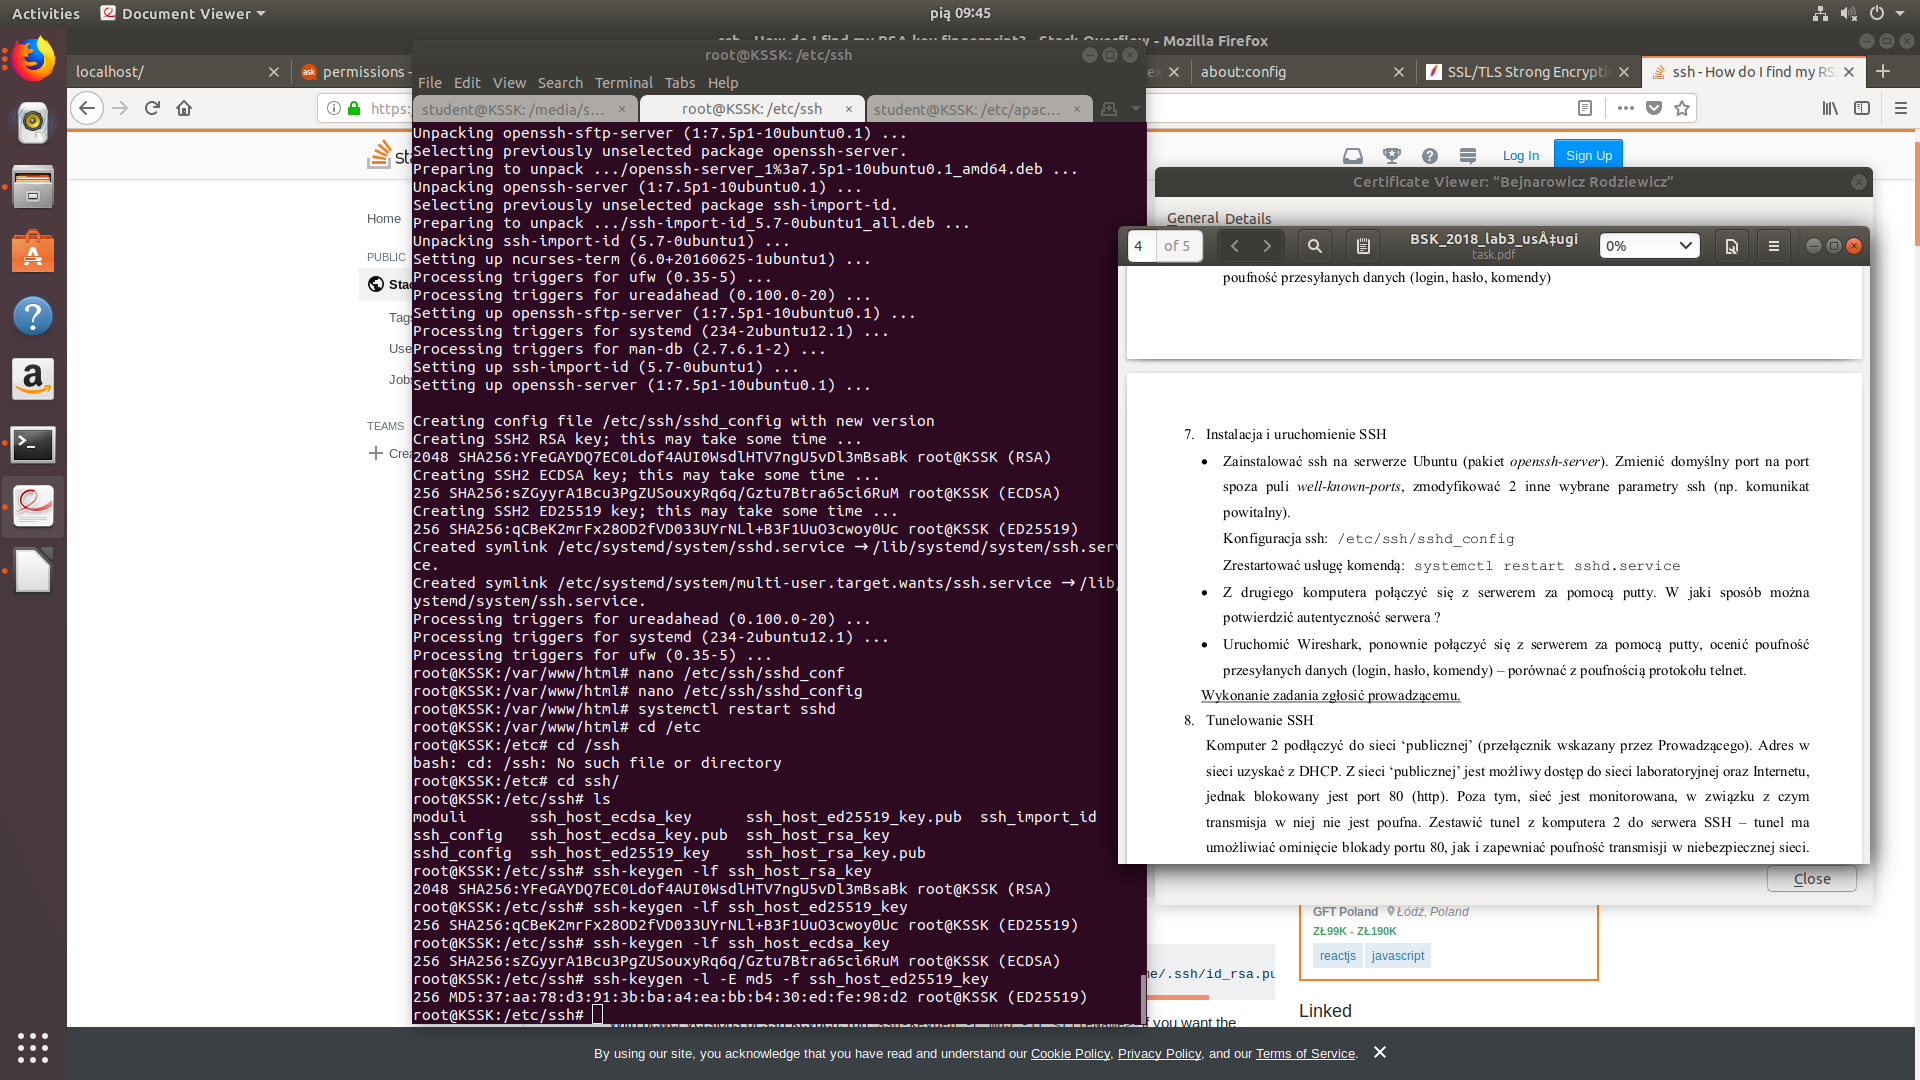 Activities
Document Viewer
pią 09:45
- Mozilla Firefox
localhost/
permissions -
about:config
SSL/TLS Strong Encrypti
ssh - How do I find my RS
https:
Log In
Sign Up
Home
PUBLIC
Stac
Tags
Use
Jobs
TEAMS
Crea
root@KSSK: /etc/ssh
File Edit View Search Terminal Tabs Help
student@KSSK: /media/s...
root@KSSK: /etc/ssh
student@KSSK: /etc/apac...
Unpacking openssh-sftp-server (1:7.5p1-10ubuntu0.1) ...
Selecting previously unselected package openssh-server.
Preparing to unpack .../openssh-server_1%3a7.5p1-10ubuntu0.1_amd64.deb ...
Unpacking openssh-server (1:7.5p1-10ubuntu0.1) ...
Selecting previously unselected package ssh-import-id.
Preparing to unpack .../ssh-import-id_5.7-0ubuntu1_all.deb ...
Unpacking ssh-import-id (5.7-0ubuntu1) ...
Setting up ncurses-term (6.0+20160625-1ubuntu1) ...
Processing triggers for ufw (0.35-5) ...
Processing triggers for ureadahead (0.100.0-20) ...
Setting up openssh-sftp-server (1:7.5p1-10ubuntu0.1) ...
Processing triggers for systemd (234-2ubuntu12.1) ...
Processing triggers for man-db (2.7.6.1-2) ...
Setting up ssh-import-id (5.7-0ubuntu1) ...
Setting up openssh-server (1:7.5p1-10ubuntu0.1) ...
Creating config file /etc/ssh/sshd_config with new version
Creating SSH2 RSA key; this may take some time ...
2048 SHA256:YFeGAYDQ7EC0Ldof4AUI0WsdlHTV7ngU5vDl3mBsaBk root@KSSK (RSA)
Creating SSH2 ECDSA key; this may take some time ...
256 SHA256:sZGyyrA1Bcu3PgZUSouxyRq6q/Gztu7Btra65ci6RuM root@KSSK (ECDSA)
Creating SSH2 ED25519 key; this may take some time ...
256 SHA256:qCBeK2mrFx28OD2fVD033UYrNLl+B3F1UuO3cwoy0Uc root@KSSK (ED25519)
Created symlink /etc/systemd/system/sshd.service → /lib/systemd/system/ssh.serv
ce.
Created symlink /etc/systemd/system/multi-user.target.wants/ssh.service → /lib/
ystemd/system/ssh.service.
Processing triggers for ureadahead (0.100.0-20) ...
Processing triggers for systemd (234-2ubuntu12.1) ...
Processing triggers for ufw (0.35-5) ...
root@KSSK:/var/www/html# nano /etc/ssh/sshd_conf
root@KSSK:/var/www/html# nano /etc/ssh/sshd_config
root@KSSK:/var/www/html# systemctl restart sshd
root@KSSK:/var/www/html# cd /etc
root@KSSK:/etc# cd /ssh
bash: cd: /ssh: No such file or directory
root@KSSK:/etc# cd ssh/
root@KSSK:/etc/ssh# ls
moduli ssh_host_ecdsa_key ssh_host_ed25519_key.pub ssh_import_id
ssh_config ssh_host_ecdsa_key.pub ssh_host_rsa_key
sshd_config ssh_host_ed25519_key ssh_host_rsa_key.pub
root@KSSK:/etc/ssh# ssh-keygen -lf ssh_host_rsa_key
2048 SHA256:YFeGAYDQ7EC0Ldof4AUI0WsdlHTV7ngU5vDl3mBsaBk root@KSSK (RSA)
root@KSSK:/etc/ssh# ssh-keygen -lf ssh_host_ed25519_key
256 SHA256:qCBeK2mrFx28OD2fVD033UYrNLl+B3F1UuO3cwoy0Uc root@KSSK (ED25519)
root@KSSK:/etc/ssh# ssh-keygen -lf ssh_host_ecdsa_key
256 SHA256:sZGyyrA1Bcu3PgZUSouxyRq6q/Gztu7Btra65ci6RuM root@KSSK (ECDSA)
root@KSSK:/etc/ssh# ssh-keygen -l -E md5 -f ssh_host_ed25519_key
256 MD5:37:aa:78:d3:91:3b:ba:a4:ea:bb:b4:30:ed:fe:98:d2 root@KSSK (ED25519)
root@KSSK:/etc/ssh#
Certificate Viewer: “Bejnarowicz Rodziewicz”
General Details
4 of 5
BSK_2018_lab3_usÅ‡ugi
task.pdf
0%
poufność przesyłanych danych (login, hasło, komendy)
7. Instalacja i uruchomienie SSH
• Zainstalować ssh na serwerze Ubuntu (pakiet openssh-server). Zmienić domyślny port na port
spoza puli well-known-ports, zmodyfikować 2 inne wybrane parametry ssh (np. komunikat
powitalny).
Konfiguracja ssh: /etc/ssh/sshd_config
Zrestartować usługę komendą: systemctl restart sshd.service
• Z drugiego komputera połączyć się z serwerem za pomocą putty. W jaki sposób można
potwierdzić autentyczność serwera ?
• Uruchomić Wireshark, ponownie połączyć się z serwerem za pomocą putty, ocenić poufność
przesyłanych danych (login, hasło, komendy) – porównać z poufnością protokołu telnet.
Wykonanie zadania zgłosić prowadzącemu.
8. Tunelowanie SSH
Komputer 2 podłączyć do sieci ‘publicznej’ (przełącznik wskazany przez Prowadzącego). Adres w
sieci uzyskać z DHCP. Z sieci ‘publicznej’ jest możliwy dostęp do sieci laboratoryjnej oraz Internetu,
jednak blokowany jest port 80 (http). Poza tym, sieć jest monitorowana, w związku z czym
transmisja w niej nie jest poufna. Zestawić tunel z komputera 2 do serwera SSH – tunel ma
umożliwiać ominięcie blokady portu 80, jak i zapewniać poufność transmisji w niebezpiecznej sieci.
Close
GFT Poland Łódź, Poland
ZŁ99K - ZŁ190K
reactjs javascript
me/.ssh/id_rsa.pu
Linked
if you want the
By using our site, you acknowledge that you have read and understand our Cookie Policy, Privacy Policy, and our Terms of Service.